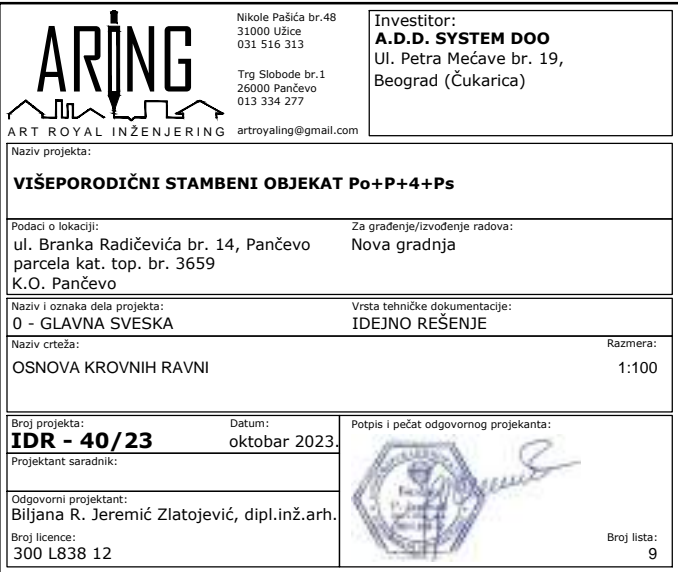 ARING
ART ROYAL INŽENJERING
Nikole Pašića br.48
31000 Užice
031 516 313
Trg Slobode br.1
26000 Pančevo
013 334 277
artroyaling@gmail.com
Investitor:
A.D.D. SYSTEM DOO
Ul. Petra Mećave br. 19,
Beograd (Čukarica)
Naziv projekta:
VIŠEPORODIČNI STAMBENI OBJEKAT Po+P+4+Ps
Podaci o lokaciji:
ul. Branka Radičevića br. 14, Pančevo
parcela kat. top. br. 3659
K.O. Pančevo
Za građenje/izvođenje radova:
Nova gradnja
Naziv i oznaka dela projekta:
0 - GLAVNA SVESKA
Vrsta tehničke dokumentacije:
IDEJNO REŠENJE
Naziv crteža:
OSNOVA KROVNIH RAVNI
Razmera:
1:100
Broj projekta:
IDR - 40/23
Datum:
oktobar 2023.
Projektant saradnik:
Odgovorni projektant:
Biljana R. Jeremić Zlatojević, dipl.inž.arh.
Broj licence:
300 L838 12
Potpis i pečat odgovornog projekanta:
Broj lista:
9